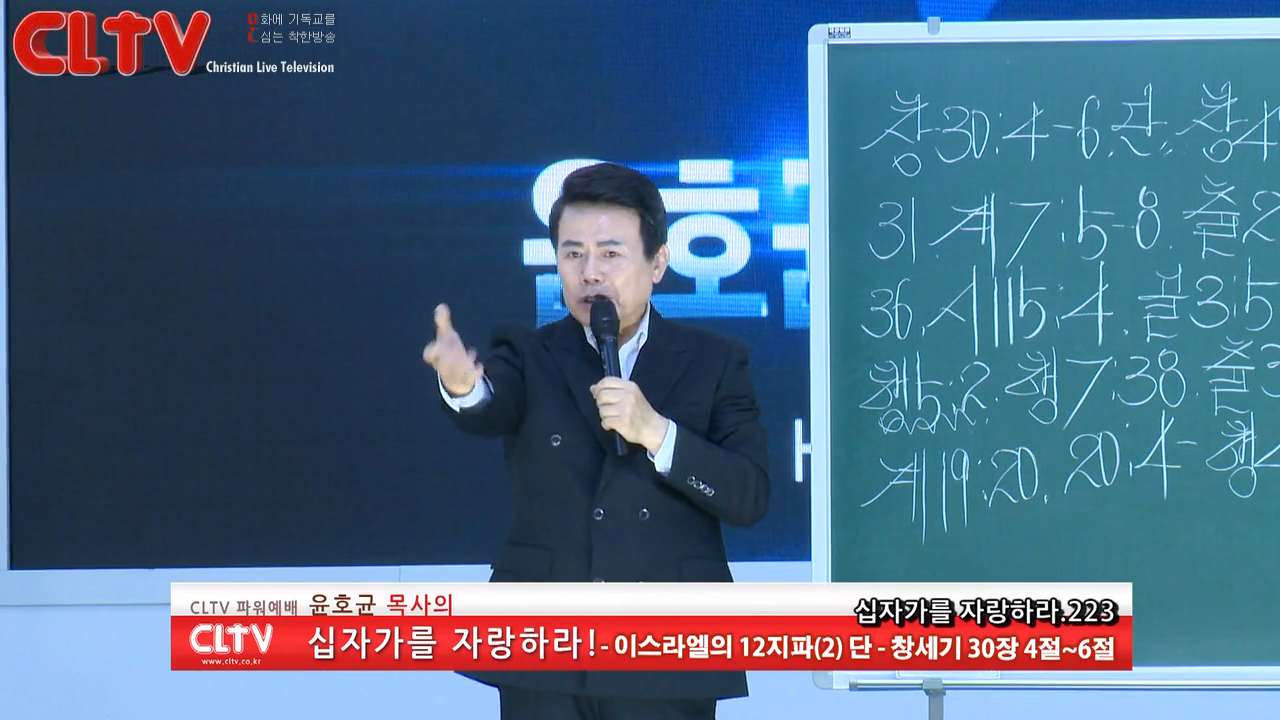 CLTV
문화에 기독교를
심는 착한방송
Christian Live Television
윤호균
창30:4-6.단. 창4
31. 계7:5-8. 출2
36. 시115:4. 골3:5
행5:2. 행7:38. 출3
계19:20. 20:4- 행4
H
CLTV 파워예배 윤호균 목사의
십자가를 자랑하라.223
CLTV
www.cltv.co.kr
십자가를 자랑하라!- 이스라엘의 12지파(2) 단 - 창세기 30장 4절~6절